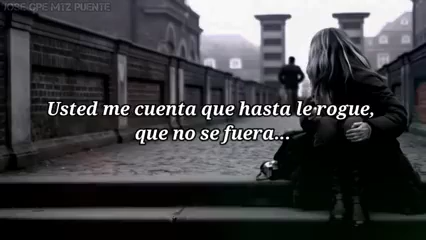 JOSE GPE MTZ PUENTE
Usted me cuenta que hasta le rogue,
que no se fuera...